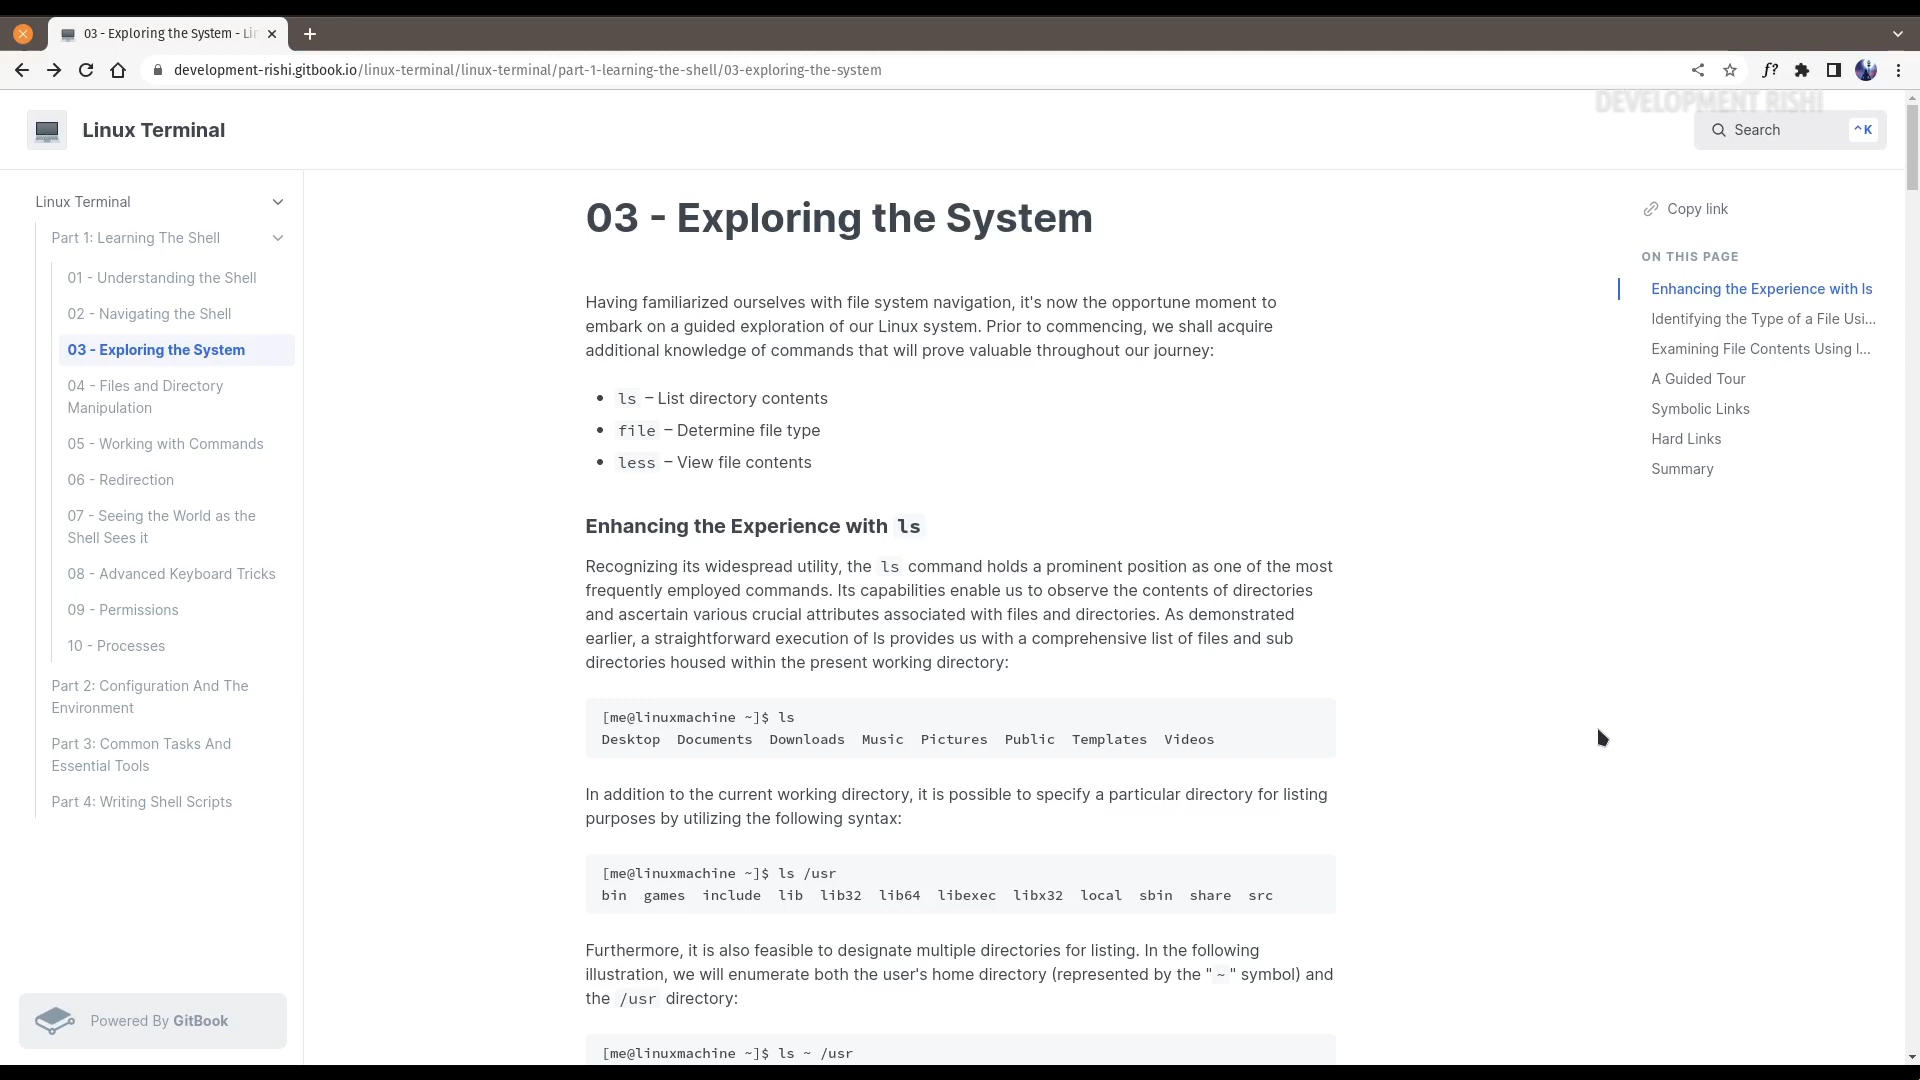 03 - Exploring the System - Lin
development-rishi.gitbook.io/linux-terminal/linux-terminal/part-1-learning-the-shell/03-exploring-the-system
f?
DEVELOPMENT RISHI
Linux Terminal
Search
^K
Linux Terminal
Part 1: Learning The Shell
01 - Understanding the Shell
02 - Navigating the Shell
03 - Exploring the System
04 - Files and Directory
Manipulation
05 - Working with Commands
06 - Redirection
07 - Seeing the World as the
Shell Sees it
08 - Advanced Keyboard Tricks
09 - Permissions
10 - Processes
Part 2: Configuration And The
Environment
Part 3: Common Tasks And
Essential Tools
Part 4: Writing Shell Scripts
Powered By GitBook
03 - Exploring the System
Having familiarized ourselves with file system navigation, it's now the opportune moment to
embark on a guided exploration of our Linux system. Prior to commencing, we shall acquire
additional knowledge of commands that will prove valuable throughout our journey:
• ls – List directory contents
• file – Determine file type
• less – View file contents
Enhancing the Experience with ls
Recognizing its widespread utility, the ls command holds a prominent position as one of the most
frequently employed commands. Its capabilities enable us to observe the contents of directories
and ascertain various crucial attributes associated with files and directories. As demonstrated
earlier, a straightforward execution of ls provides us with a comprehensive list of files and sub
directories housed within the present working directory:
[me@linuxmachine ~]$ ls
Desktop  Documents  Downloads  Music  Pictures  Public  Templates  Videos
In addition to the current working directory, it is possible to specify a particular directory for listing
purposes by utilizing the following syntax:
[me@linuxmachine ~]$ ls /usr
bin  games  include  lib  lib32  lib64  libexec  libx32  local  sbin  share  src
Furthermore, it is also feasible to designate multiple directories for listing. In the following
illustration, we will enumerate both the user's home directory (represented by the " ~ " symbol) and
the /usr directory:
[me@linuxmachine ~]$ ls ~ /usr
Copy link
ON THIS PAGE
Enhancing the Experience with ls
Identifying the Type of a File Usi...
Examining File Contents Using l...
A Guided Tour
Symbolic Links
Hard Links
Summary